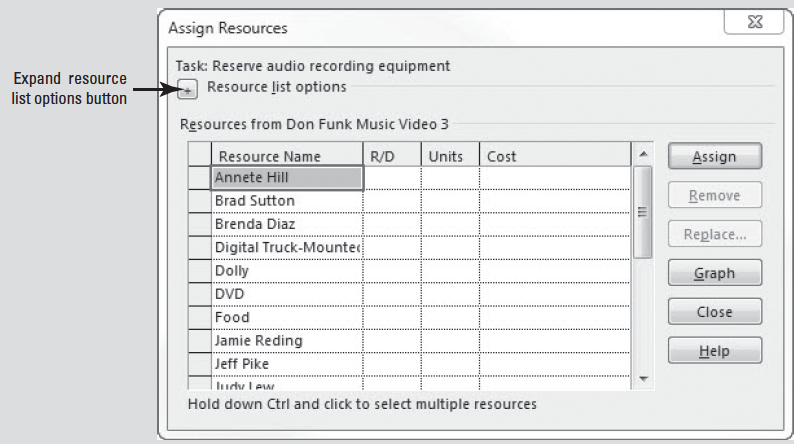 Assign Resources
Task: Reserve audio recording equipment
Expand resource
list options button
+ Resource list options
Resources from Don Funk Music Video 3
Resource Name R/D Units Cost
Annete Hill
Brad Sutton
Brenda Diaz
Digital Truck-Mounted
Dolly
DVD
Food
Jamie Reding
Jeff Pike
Judy Lew
Assign
Remove
Replace...
Graph
Close
Help
Hold down Ctrl and click to select multiple resources